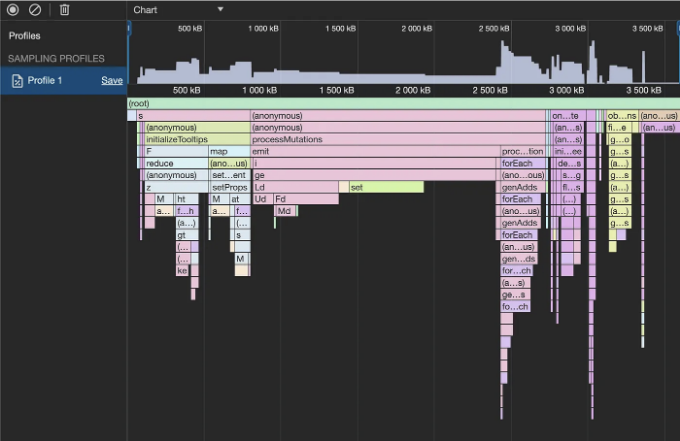 Chart
Profiles
500 kB 1 000 kB 1 500 kB 2 000 kB 2 500 kB 3 000 kB 3 500 kB
SAMPLING PROFILES
Profile 1 Save
500 kB 1 000 kB 1 500 kB 2 000 kB 2 500 kB 3 000 kB 3 500 kB
(root)
s (anonymous) on…te ob…ns (ano…us)
(anonymous) (anonymous) (an…s) fi…e (an…us)
initializeTooltips processMutations (an…s) g…o
F map emit proc…tion ini…ee g…s
reduce (ano…us) i forEach de…s (a…)
(anonymous) set…ent ge (ano…ous) s…g g…s
z setProps Ld set genAdds fl…s (a…)
M ht M at Ud Fd forEach (…) g…s
a… f…h a… f… Md (ano…us) (a…) (a…)
(a…) (…) genAdds (…) g…s
gt s forEach
(… (an…us)
(… M gen…ds
ke for…ch
(a…s)
ge…s
fo…ch